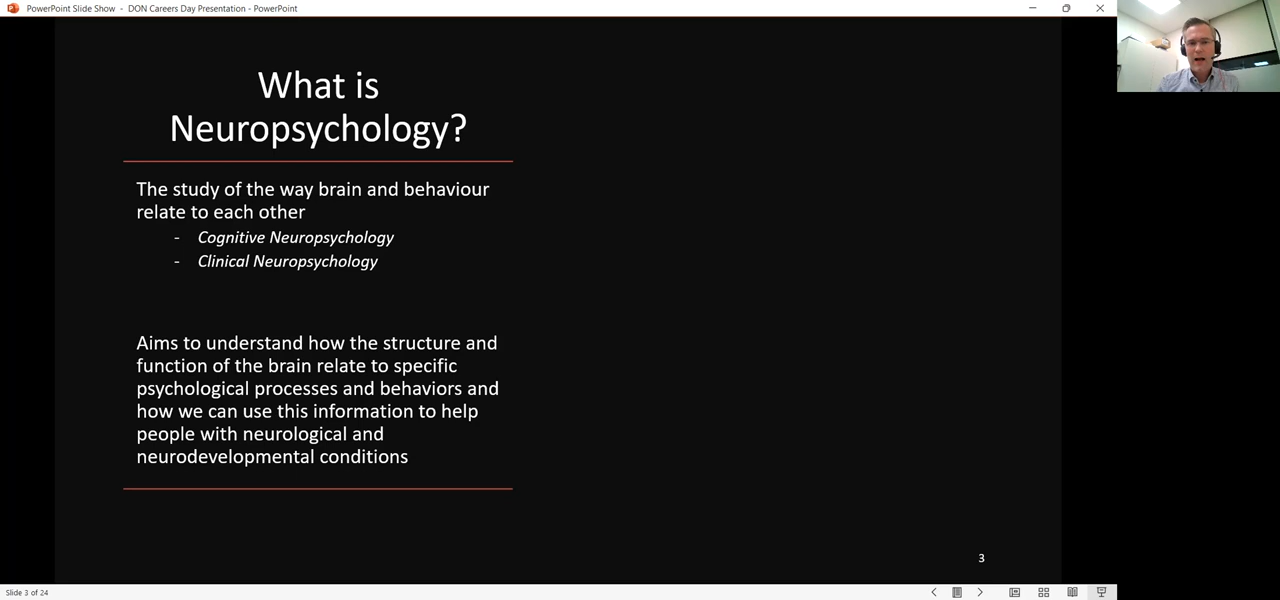 PowerPoint Slide Show - DON Careers Day Presentation - PowerPoint
What is
Neuropsychology?
The study of the way brain and behaviour
relate to each other
- Cognitive Neuropsychology
- Clinical Neuropsychology
Aims to understand how the structure and
function of the brain relate to specific
psychological processes and behaviors and
how we can use this information to help
people with neurological and
neurodevelopmental conditions
3
Slide 3 of 24